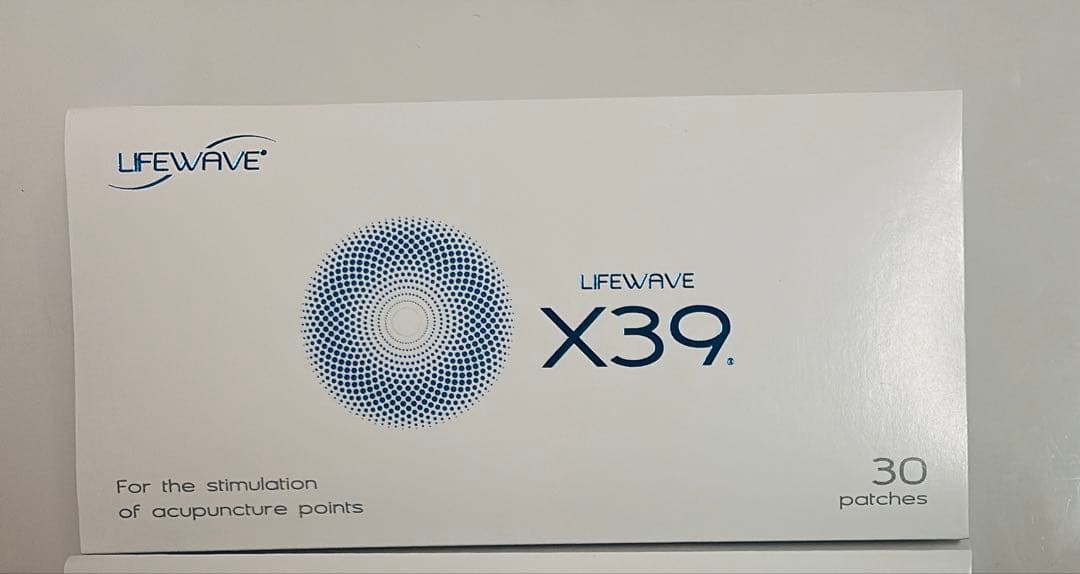 LIFEWAVE
LIFEWAVE
X39
For the stimulation
of acupuncture points
30
patches